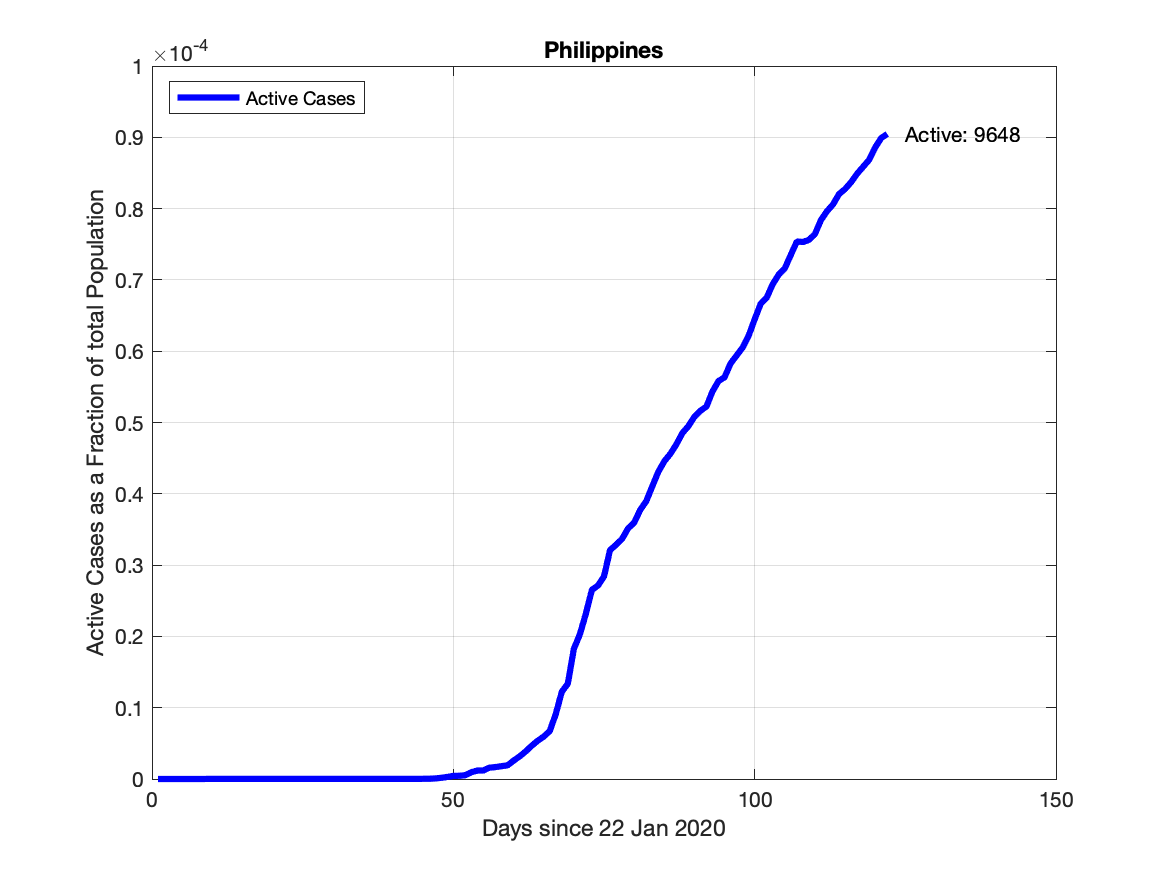 Philippines
×10-4
Active Cases
Active: 9648
1
0.9
0.8
0.7
0.6
0.5
0.4
0.3
0.2
0.1
0
Active Cases as a Fraction of total Population
0 50 100 150
Days since 22 Jan 2020